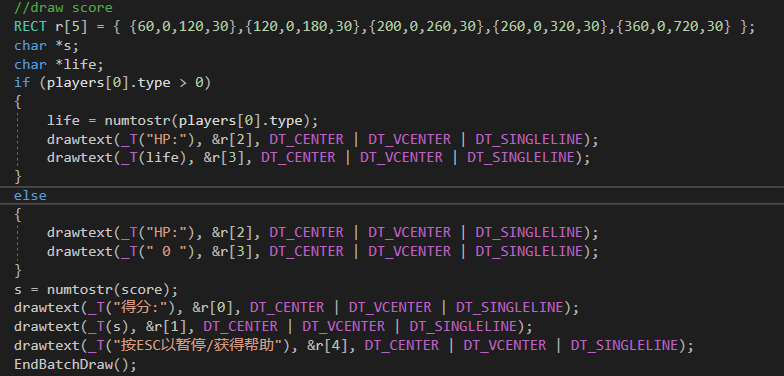 //draw score
RECT r[5] = { {60,0,120,30},{120,0,180,30},{200,0,260,30},{260,0,320,30},{360,0,720,30} };
char *s;
char *life;
if (players[0].type > 0)
{
life = numtostr(players[0].type);
drawtext(_T("HP:"), &r[2], DT_CENTER | DT_VCENTER | DT_SINGLELINE);
drawtext(_T(life), &r[3], DT_CENTER | DT_VCENTER | DT_SINGLELINE);
}
else
{
drawtext(_T("HP:"), &r[2], DT_CENTER | DT_VCENTER | DT_SINGLELINE);
drawtext(_T(" 0 "), &r[3], DT_CENTER | DT_VCENTER | DT_SINGLELINE);
}
s = numtostr(score);
drawtext(_T("得分:"), &r[0], DT_CENTER | DT_VCENTER | DT_SINGLELINE);
drawtext(_T(s), &r[1], DT_CENTER | DT_VCENTER | DT_SINGLELINE);
drawtext(_T("按ESC以暂停/获得帮助"), &r[4], DT_CENTER | DT_VCENTER | DT_SINGLELINE);
EndBatchDraw();